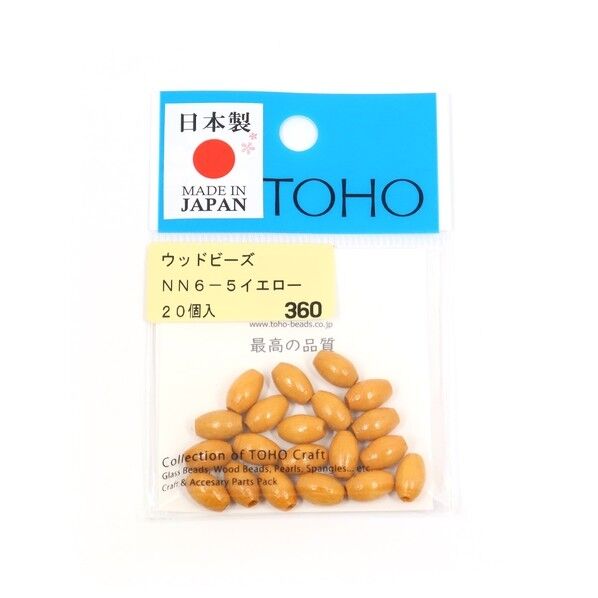 日本製
MADE IN
JAPAN
TOHO
ウッドビーズ
ＮＮ６－５イエロー
２０個入 360
www.toho-beads.co.jp
最高の品質
Collection of TOHO Craft
Glass Beads, Wood Beads, Pearls, Spangles... etc.
Craft & Accesary Parts Pack